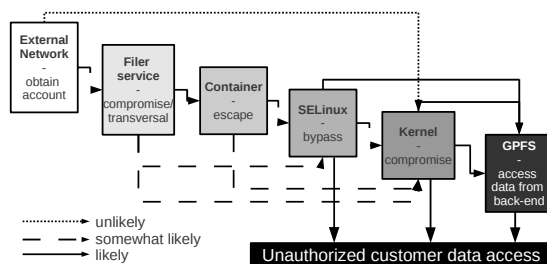 External
Network
-
obtain
account
Filer
service
-
compromise/
transversal
Container
-
escape
SELinux
-
bypass
Kernel
-
compromise
GPFS
-
access
data from
back-end
unlikely
somewhat likely
likely
Unauthorized customer data access